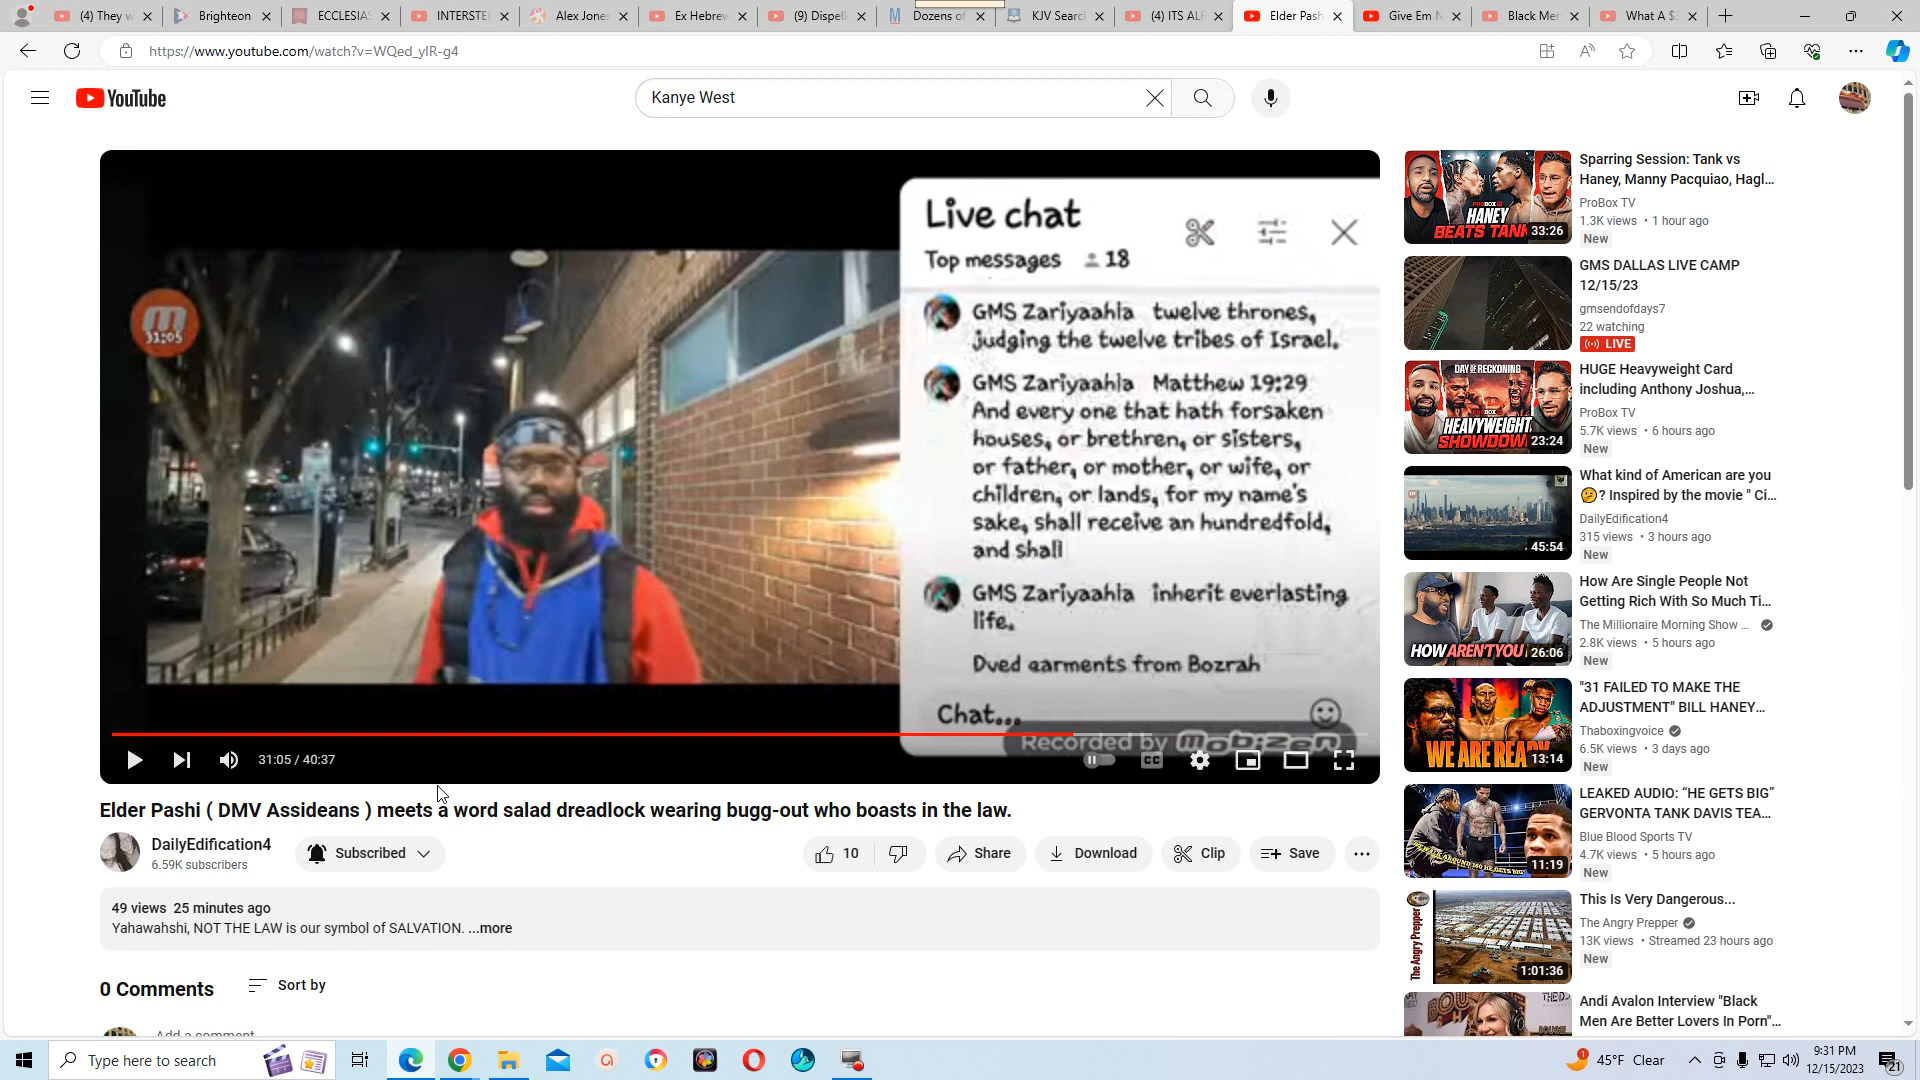 (4) They w
Brighteon
ECCLESIAS
INTERSTE
Alex Jone
Ex Hebrew
(9) Dispel
Dozens of
KJV Searc
(4) ITS ALF
Elder Pash
Give Em N
Black Mer
What A $
https://www.youtube.com/watch?v=WQed_yIR-g4
YouTube
Kanye West
31:05
Live chat
Top messages 18
GMS Zariyaahla twelve thrones,
judging the twelve tribes of Israel.
GMS Zariyaahla Matthew 19:29
And every one that hath forsaken
houses, or brethren, or sisters,
or father, or mother, or wife, or
children, or lands, for my name's
sake, shall receive an hundredfold,
and shall
GMS Zariyaahla inherit everlasting
life.
Dyed garments from Bozrah
Chat...
Recorded by mobizen
31:05 / 40:37
CC
Elder Pashi ( DMV Assideans ) meets a word salad dreadlock wearing bugg-out who boasts in the law.
DailyEdification4
6.59K subscribers
Subscribed
10
Share
Download
Clip
Save
49 views 25 minutes ago
Yahawahshi, NOT THE LAW is our symbol of SALVATION. ...more
0 Comments
Sort by
Add a comment
HANEY
BEATS TANK
33:26
Sparring Session: Tank vs
Haney, Manny Pacquiao, Hagl...
ProBox TV
1.3K views • 1 hour ago
New
GMS DALLAS LIVE CAMP
12/15/23
gmsendofdays7
22 watching
LIVE
DAY OF RECKONING
HEAVYWEIGHT
SHOWDOWN
23:24
HUGE Heavyweight Card
including Anthony Joshua,...
ProBox TV
5.7K views • 6 hours ago
New
45:54
What kind of American are you
🤔? Inspired by the movie " Ci...
DailyEdification4
315 views • 3 hours ago
New
HOW AREN'T YOU
26:06
How Are Single People Not
Getting Rich With So Much Ti...
The Millionaire Morning Show ...
2.8K views • 5 hours ago
New
WE ARE READY
13:14
"31 FAILED TO MAKE THE
ADJUSTMENT" BILL HANEY...
Thaboxingvoice
6.5K views • 3 days ago
New
11:19
LEAKED AUDIO: “HE GETS BIG”
GERVONTA TANK DAVIS TEA...
Blue Blood Sports TV
4.7K views • 5 hours ago
New
The Angry Prepper
1:01:36
This Is Very Dangerous...
The Angry Prepper
13K views • Streamed 23 hours ago
New
Andi Avalon Interview "Black
Men Are Better Lovers In Porn"...
Type here to search
45°F Clear
9:31 PM
12/15/2023
21